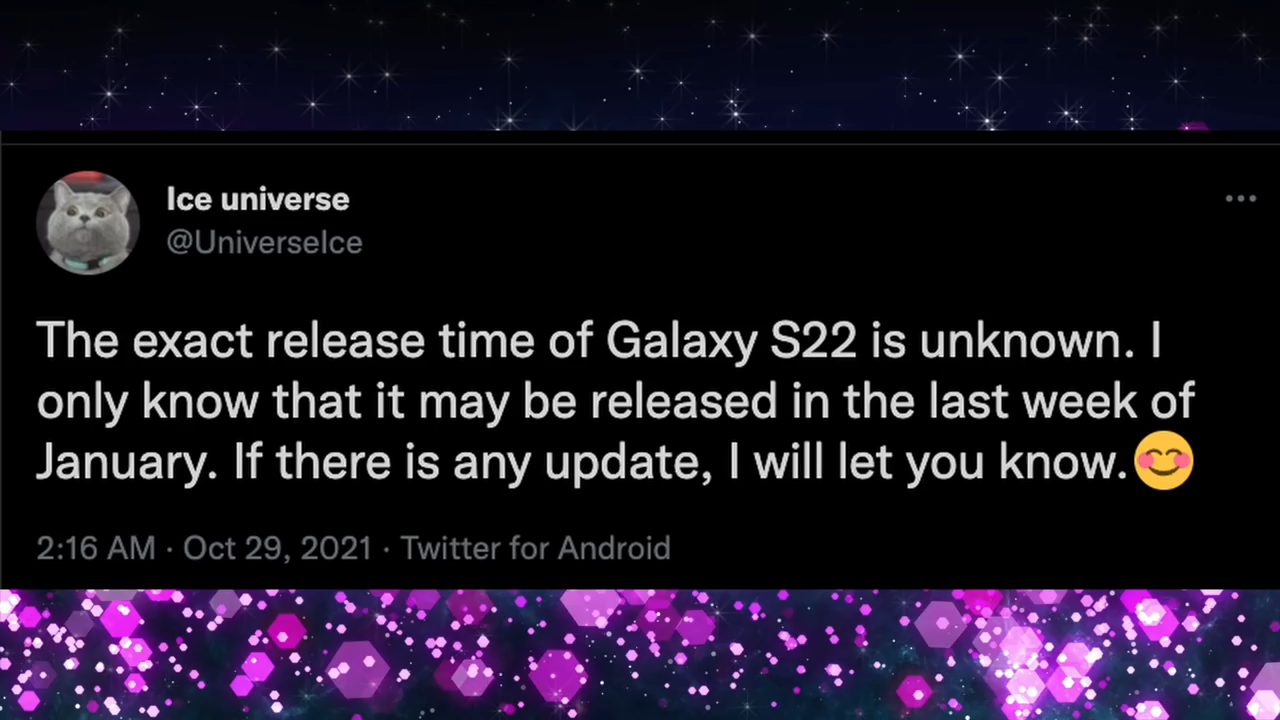 Ice universe
@UniverseIce
The exact release time of Galaxy S22 is unknown. I
only know that it may be released in the last week of
January. If there is any update, I will let you know.😊
2:16 AM · Oct 29, 2021 · Twitter for Android